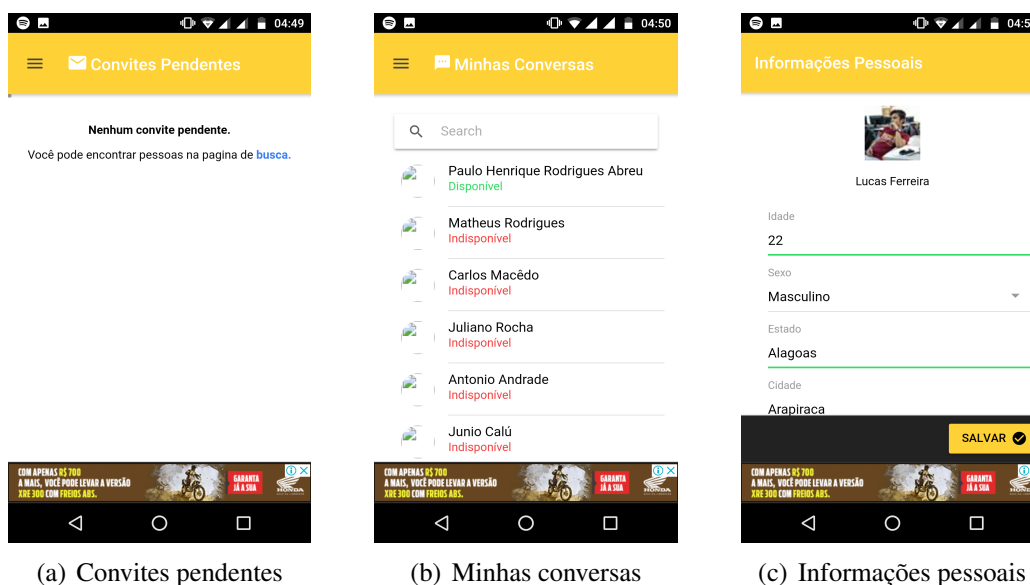 04:49
Convites Pendentes
Nenhum convite pendente.
Você pode encontrar pessoas na pagina de busca.
COM APENAS R$ 700
A MAIS, VOCÊ PODE LEVAR A VERSÃO
XRE 300 COM FREIOS ABS.
GARANTA
JÁ A SUA
HONDA
(a) Convites pendentes
04:50
Minhas Conversas
Search
Paulo Henrique Rodrigues Abreu
Disponível
Matheus Rodrigues
Indisponível
Carlos Macêdo
Indisponível
Juliano Rocha
Indisponível
Antonio Andrade
Indisponível
Junio Calú
Indisponível
COM APENAS R$ 700
A MAIS, VOCÊ PODE LEVAR A VERSÃO
XRE 300 COM FREIOS ABS.
GARANTA
JÁ A SUA
HONDA
(b) Minhas conversas
04:5
Informações Pessoais
Lucas Ferreira
Idade
22
Sexo
Masculino
Estado
Alagoas
Cidade
Arapiraca
SALVAR
COM APENAS R$ 700
A MAIS, VOCÊ PODE LEVAR A VERSÃO
XRE 300 COM FREIOS ABS.
GARANTA
JÁ A SUA
(c) Informações pessoais